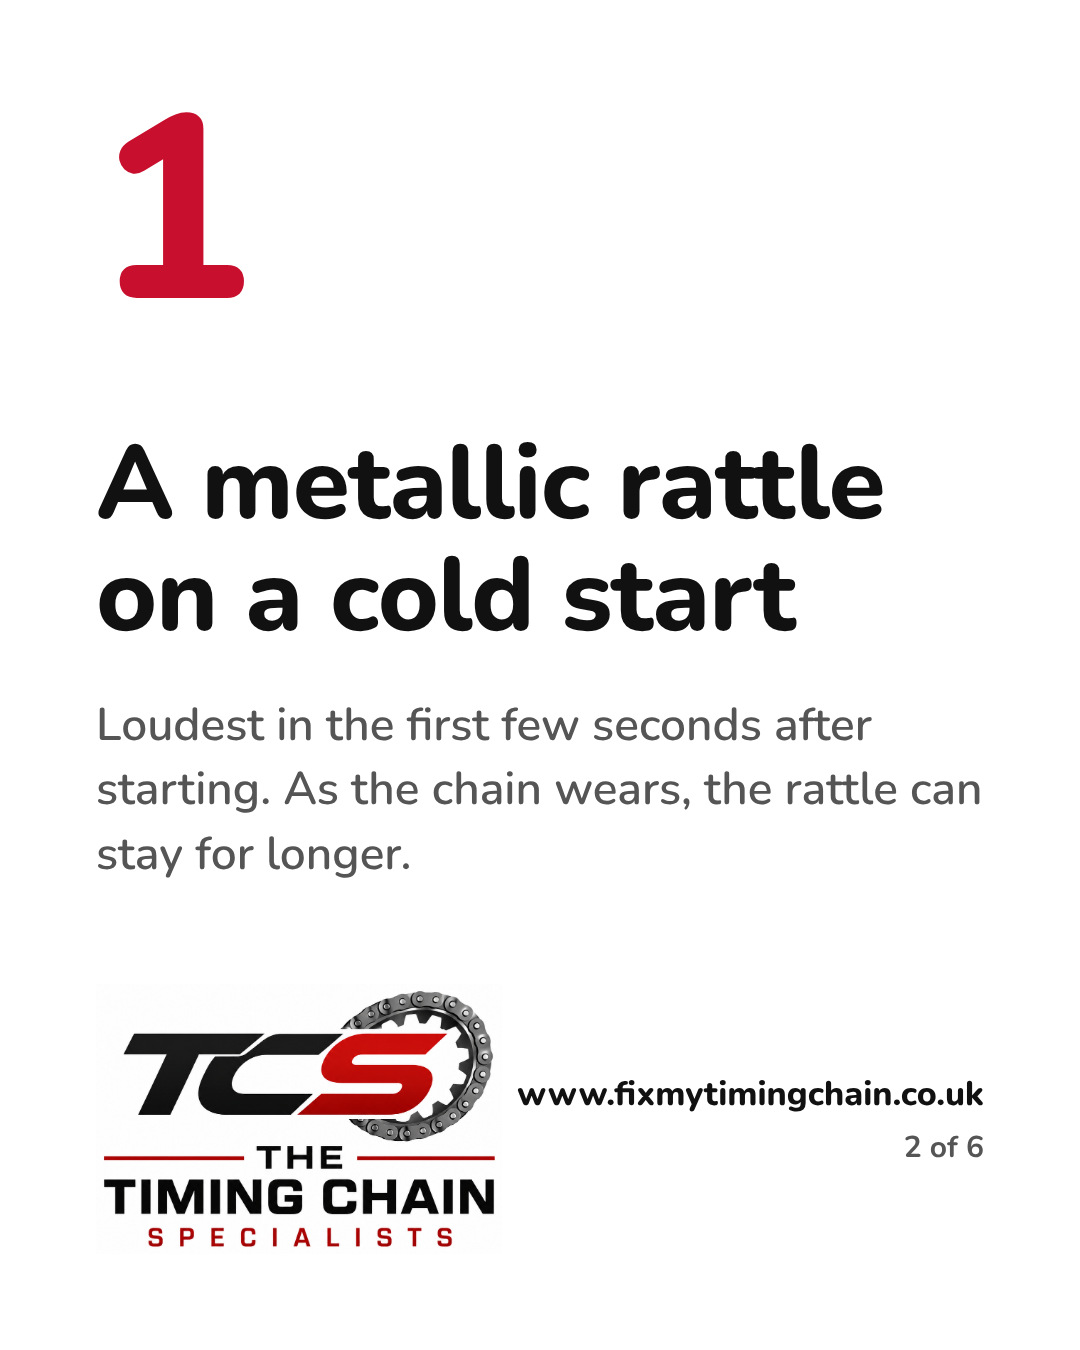 1
A metallic rattle
on a cold start
Loudest in the first few seconds after
starting. As the chain wears, the rattle can
stay for longer.
TCS
THE
TIMING CHAIN
SPECIALISTS
www.fixmytimingchain.co.uk
2 of 6